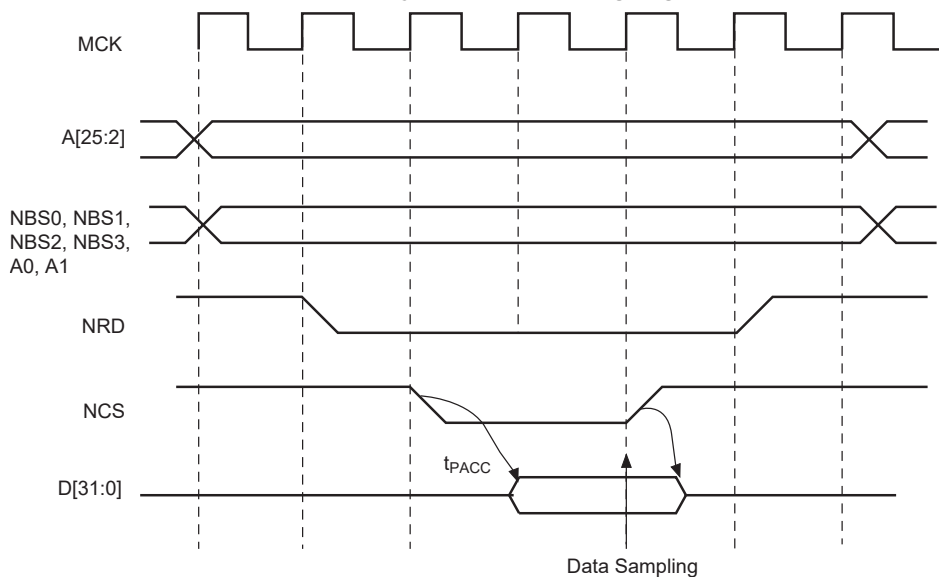 MCK
A[25:2]
NBS0, NBS1,
NBS2, NBS3,
A0, A1
NRD
NCS
tPACC
D[31:0]
Data Sampling